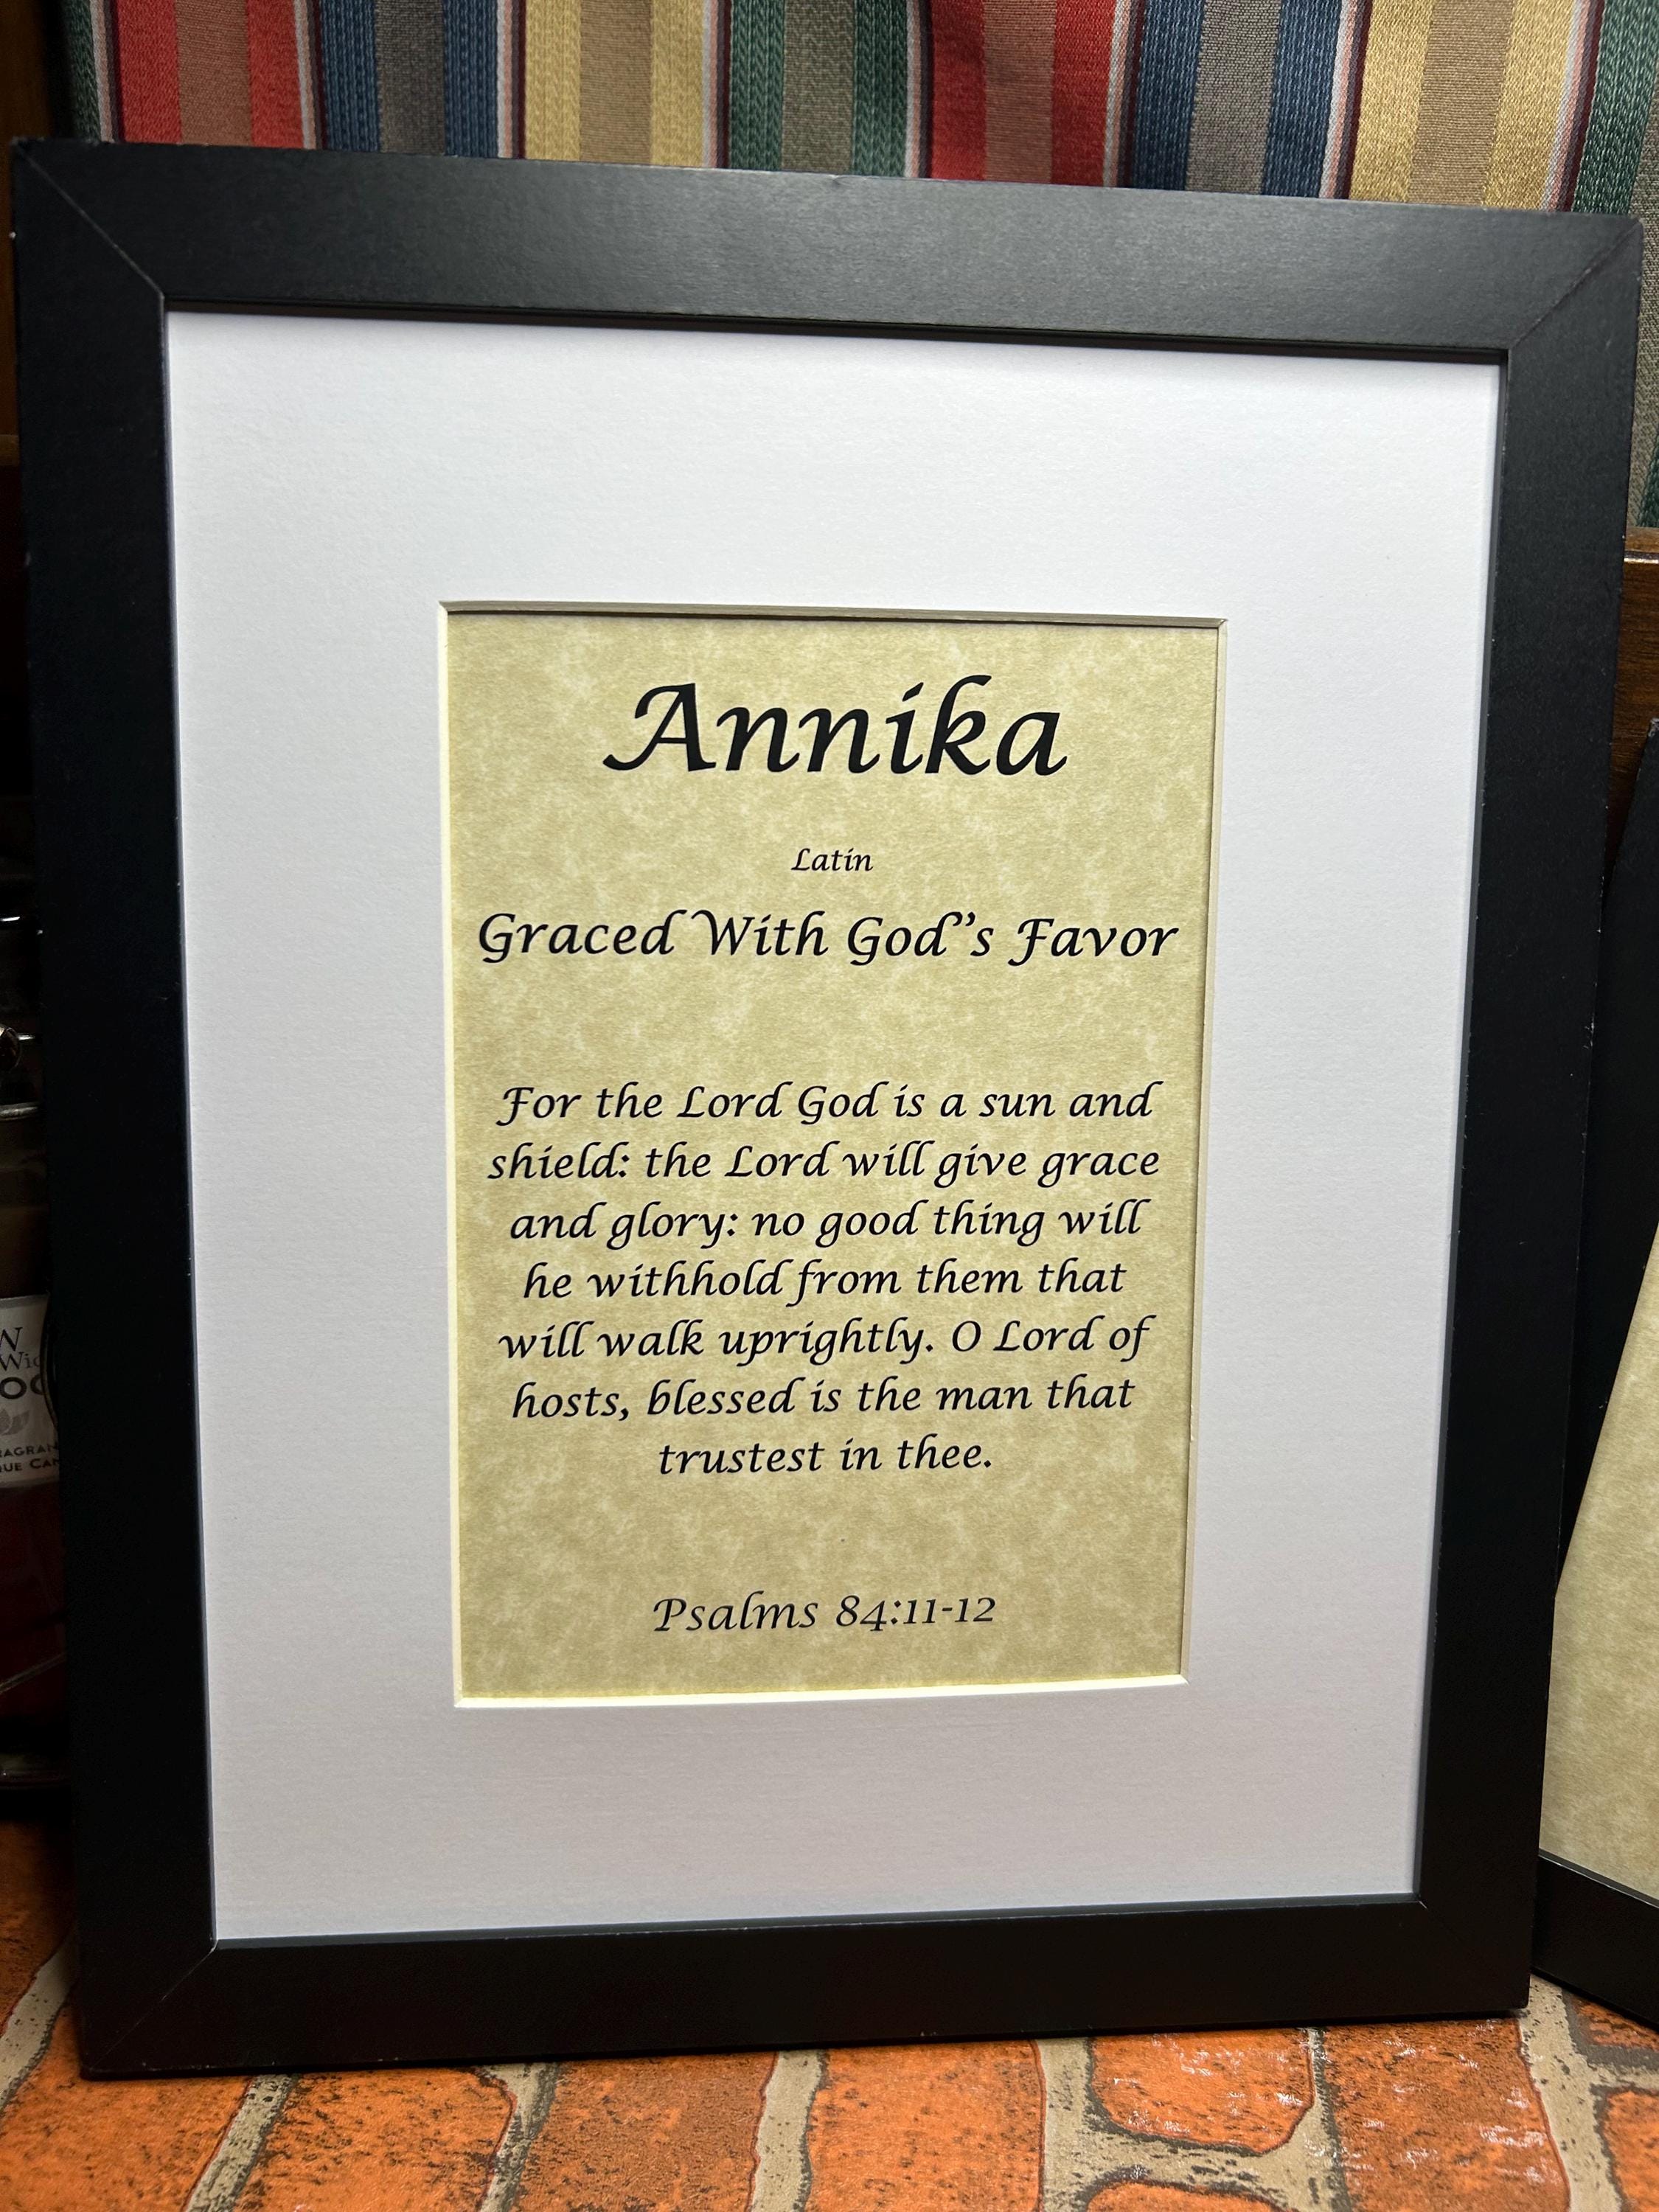 Annika
Latin
Graced With God"s Favor
For the Lord God is a sun and
shield: the Lord will give grace
and glory: no good thing will
he withhold from them that
will walk uprightly. O Lord of
hosts, blessed is the man that
trustest in thee.
Psalms 84:11-12